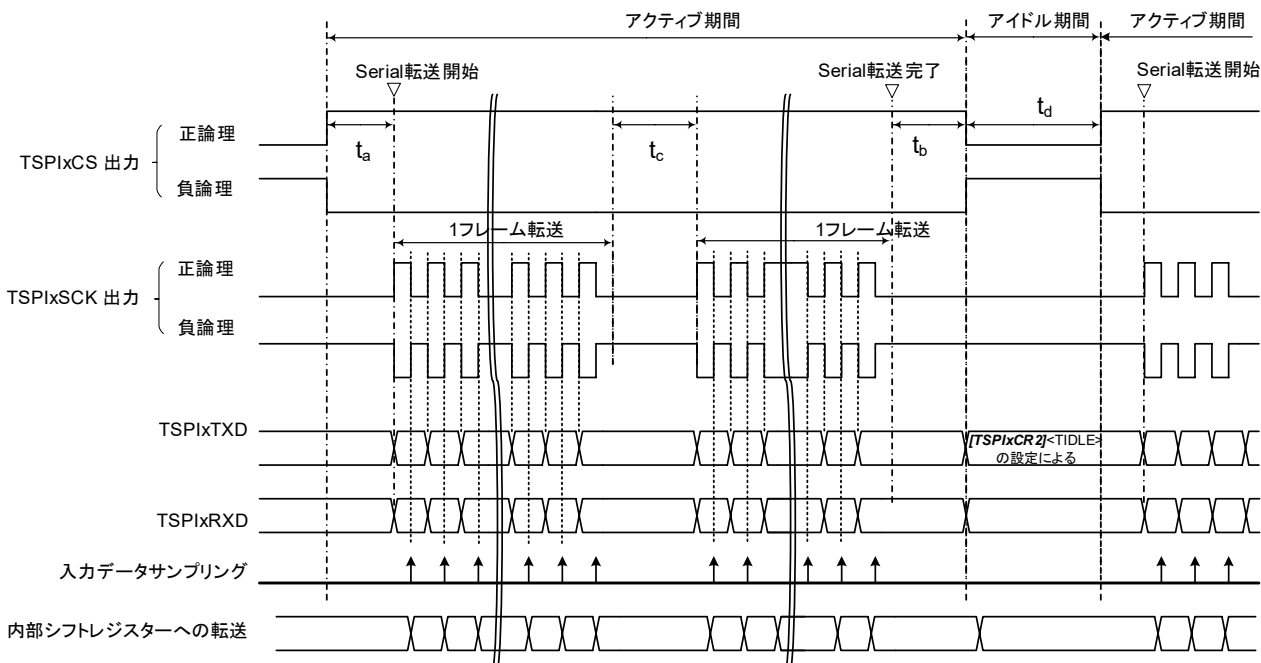 アクティブ期間
アイドル期間
アクティブ期間
Serial転送開始
Serial転送完了
Serial転送開始
TSPIxCS 出力
正論理
負論理
ta
tc
tb
td
1フレーム転送
1フレーム転送
TSPIxSCK 出力
正論理
負論理
TSPIxTXD
[TSPIxCR2]<TIDLE>
の設定による
TSPIxRXD
入力データサンプリング
内部シフトレジスターへの転送